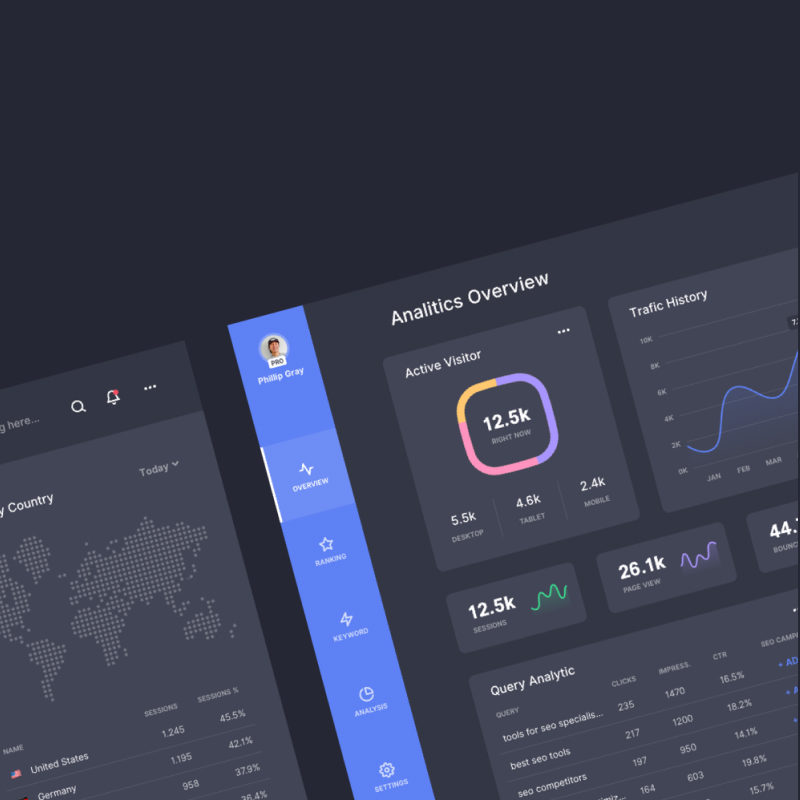 g here...
y Country
Today
NAME
SESSIONS
SESSIONS %
United States
1.245
45.5%
Germany
1,195
42.1%
958
37.9%
36.4%
PRO
Phillip Gray
OVERVIEW
RANKING
KEYWORD
ANALYSIS
SETTINGS
Analitics Overview
Active Visitor
12.5k
RIGHT NOW
5.5k
DESKTOP
4.6k
TABLET
2.4k
MOBILE
Trafic History
10K
8K
6K
4K
2K
0K
JAN
FEB
MAR
12.5k
SESSIONS
26.1k
PAGE VIEW
44.
BOUNC
Query Analytic
QUERY
CLICKS
IMPRESS.
CTR
SEO CAMPA
tools for seo specialis...
235
1470
16.5%
+ AD
best seo tools
217
1200
18.2%
+ A
seo competitors
197
950
14.1%
164
603
19.8%
15.7%